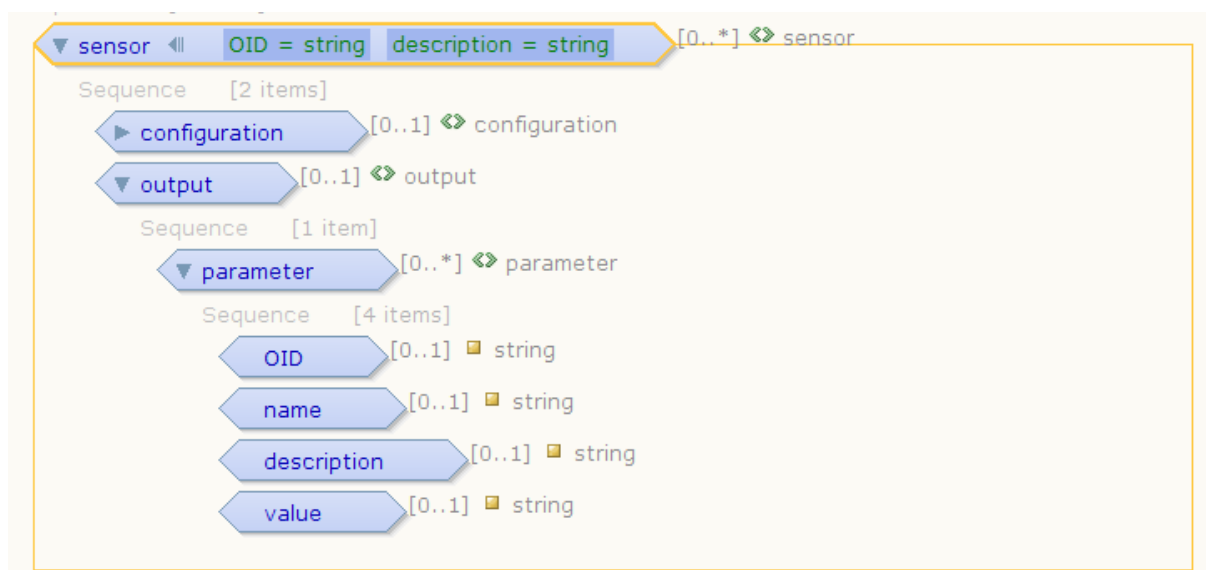 sensor OID = string description = string [0..*] sensor
Sequence [2 items]
configuration [0..1] configuration
output [0..1] output
Sequence [1 item]
parameter [0..*] parameter
Sequence [4 items]
OID [0..1] string
name [0..1] string
description [0..1] string
value [0..1] string